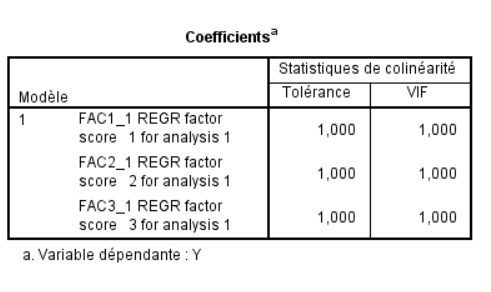 Coefficientsª
Statistiques de colinéarité
Modèle Tolérance VIF
1 FAC1_1 REGR factor
score 1 for analysis 1 1,000 1,000
FAC2_1 REGR factor
score 2 for analysis 1 1,000 1,000
FAC3_1 REGR factor
score 3 for analysis 1 1,000 1,000
a. Variable dépendante : Y